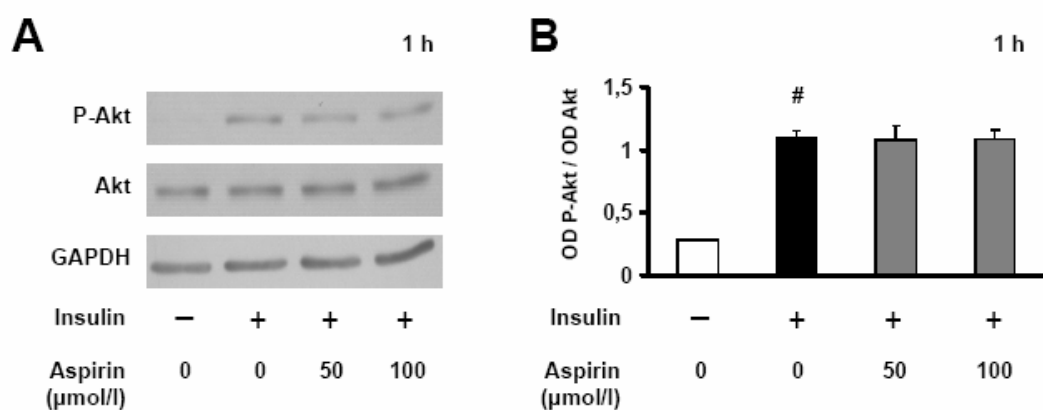 A
1 h
P-Akt
Akt
GAPDH
Insulin − + + +
Aspirin 0 0 50 100
(µmol/l)
B
1 h
OD P-Akt / OD Akt
1,5
1
0,5
0
#
Insulin − + + +
Aspirin 0 0 50 100
(µmol/l)